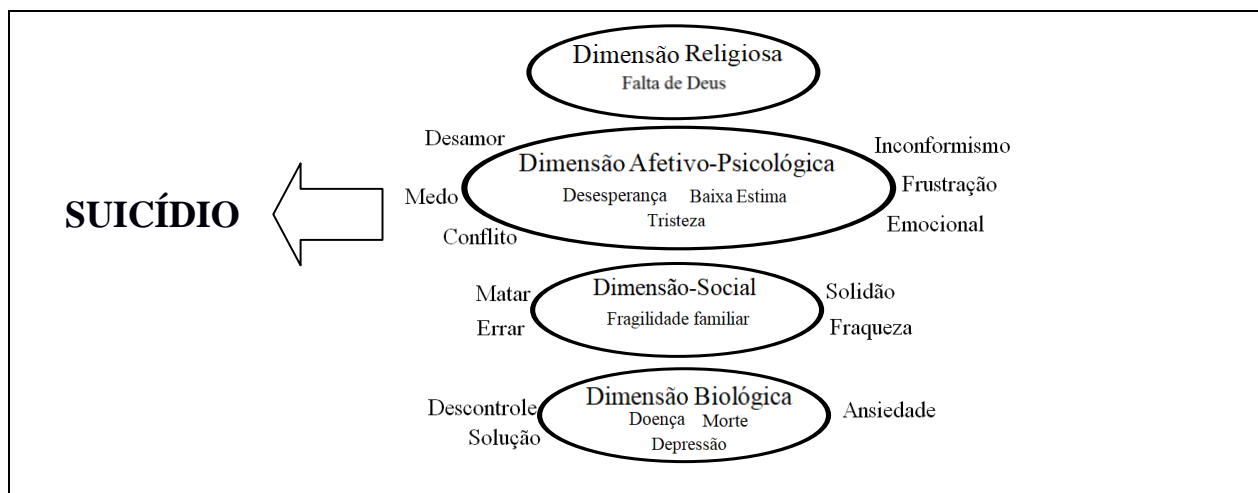 Dimensão Religiosa
Falta de Deus
Desamor
Inconformismo
Dimensão Afetivo-Psicológica
Frustração
Medo
Desesperança Baixa Estima
SUICÍDIO
Tristeza
Emocional
Conflito
Matar
Dimensão-Social
Solidão
Errar
Fragilidade familiar
Fraqueza
Descontrole
Dimensão Biológica
Ansiedade
Doença Morte
Solução
Depressão